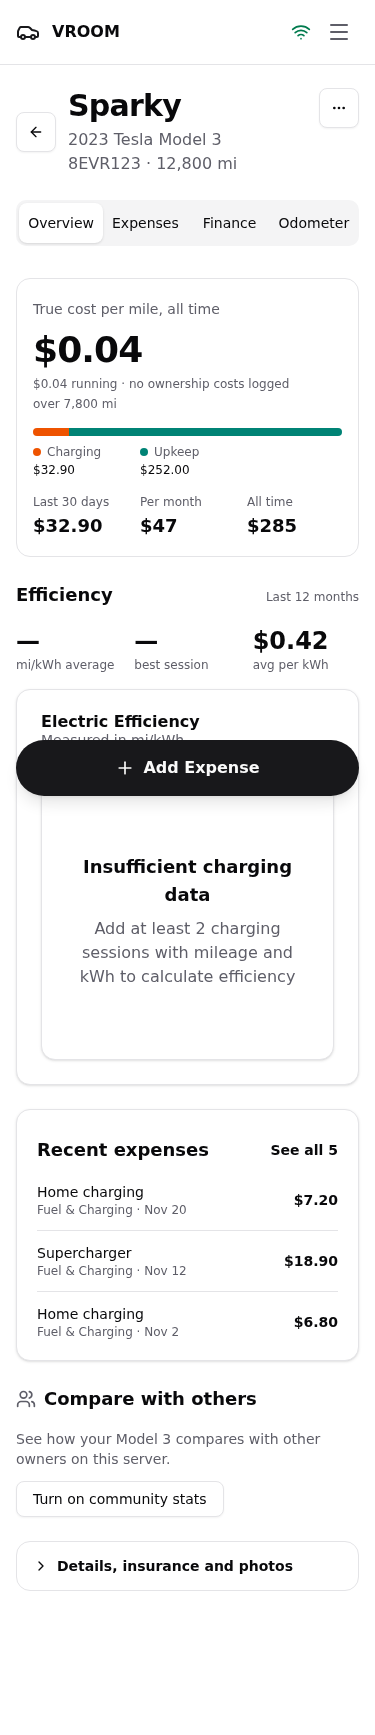 VROOM
Sparky
2023 Tesla Model 3
8EVR123 · 12,800 mi
Overview Expenses Finance Odometer
True cost per mile, all time
$0.04
$0.04 running · no ownership costs logged
over 7,800 mi
Charging Upkeep
$32.90 $252.00
Last 30 days Per month All time
$32.90 $47 $285
Efficiency Last 12 months
— — $0.42
mi/kWh average best session avg per kWh
Electric Efficiency
Measured in mi/kWh
Add Expense
Insufficient charging
data
Add at least 2 charging
sessions with mileage and
kWh to calculate efficiency
Recent expenses See all 5
Home charging $7.20
Fuel & Charging · Nov 20
Supercharger $18.90
Fuel & Charging · Nov 12
Home charging $6.80
Fuel & Charging · Nov 2
Compare with others
See how your Model 3 compares with other
owners on this server.
Turn on community stats
Details, insurance and photos